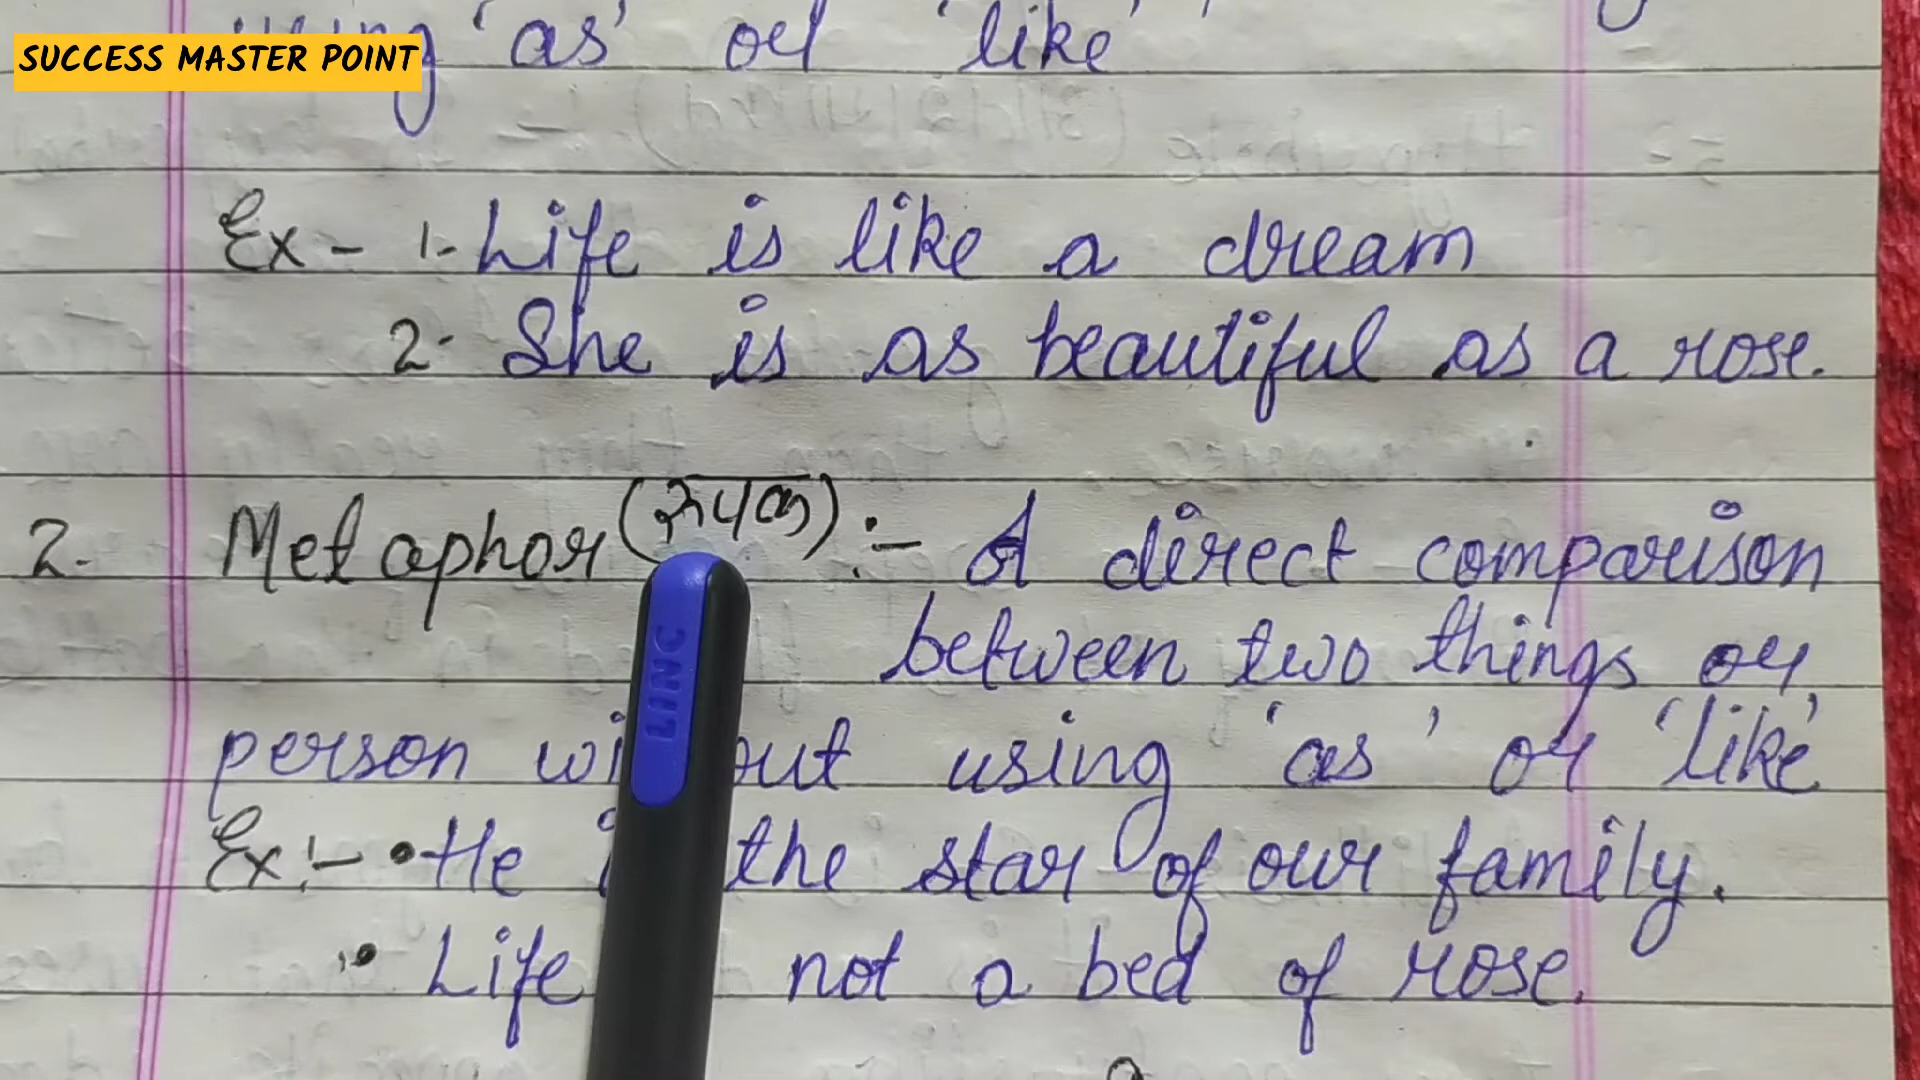 SUCCESS MASTER POINT
'as' or 'like'
Ex - 1. Life is like a dream
2. She is as beautiful as a rose.
2. Metaphor (रूपक) :- A direct comparison
between two things or
person using 'as' or 'like'
Ex :- • He the star of our family.
• Life not a bed of rose.
LINC